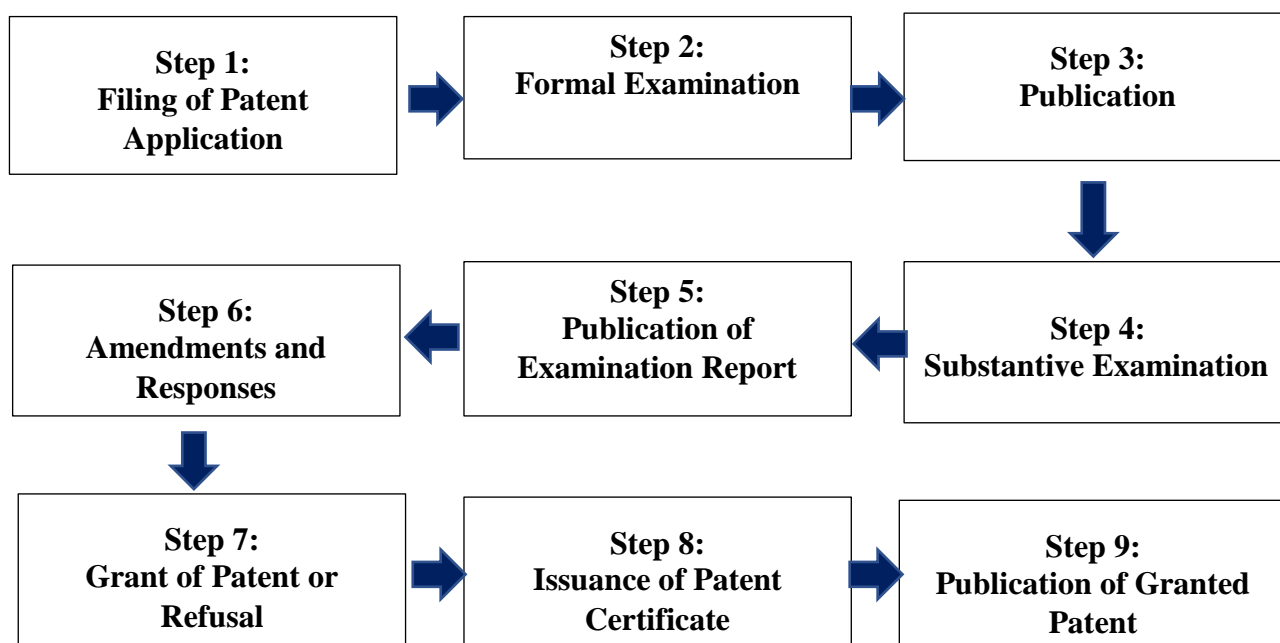 Step 1:
Filing of Patent
Application
Step 2:
Formal Examination
Step 3:
Publication
Step 4:
Substantive Examination
Step 5:
Publication of
Examination Report
Step 6:
Amendments and
Responses
Step 7:
Grant of Patent or
Refusal
Step 8:
Issuance of Patent
Certificate
Step 9:
Publication of Granted
Patent